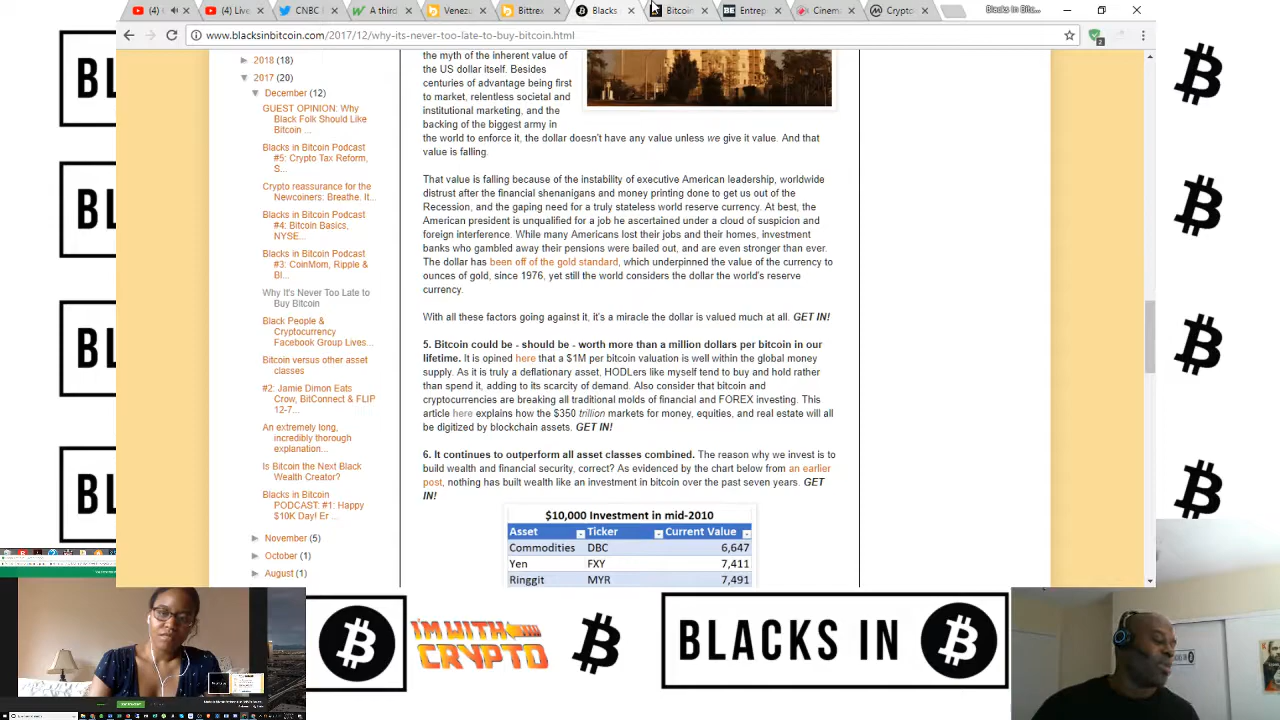 Live
CNBC
A third
Venez
Bittrex
Blacks
Bitcoin
Entrep
Cinem
Crypto
Blacks in Bitc...
www.blacksinbitcoin.com/2017/12/why-its-never-too-late-to-buy-bitcoin.html
2
► 2018 (18)
▼ 2017 (20)
▼ December (12)
GUEST OPINION: Why
Black Folk Should Like
Bitcoin ...
Blacks in Bitcoin Podcast
#5: Crypto Tax Reform,
S...
Crypto reassurance for the
Newcoiners: Breathe. It...
Blacks in Bitcoin Podcast
#4: Bitcoin Basics,
NYSE...
Blacks in Bitcoin Podcast
#3: CoinMom, Ripple &
Bl...
Why It's Never Too Late to
Buy Bitcoin
Black People &
Cryptocurrency
Facebook Group Lives...
Bitcoin versus other asset
classes
#2: Jamie Dimon Eats
Crow, BitConnect & FLIP
12-7...
An extremely long,
incredibly thorough
explanation...
Is Bitcoin the Next Black
Wealth Creator?
Blacks in Bitcoin
PODCAST: #1: Happy
$10K Day! Er ...
► November (5)
► October (1)
► August (1)
the myth of the inherent value of
the US dollar itself. Besides
centuries of advantage being first
to market, relentless societal and
institutional marketing, and the
backing of the biggest army in
the world to enforce it, the dollar doesn't have any value unless we give it value. And that
value is falling.
That value is falling because of the instability of executive American leadership, worldwide
distrust after the financial shenanigans and money printing done to get us out of the
Recession, and the gaping need for a truly stateless world reserve currency. At best, the
American president is unqualified for a job he ascertained under a cloud of suspicion and
foreign interference. While many Americans lost their jobs and their homes, investment
banks who gambled away their pensions were bailed out, and are even stronger than ever.
The dollar has been off of the gold standard, which underpinned the value of the currency to
ounces of gold, since 1976, yet still the world considers the dollar the world's reserve
currency.
With all these factors going against it, it's a miracle the dollar is valued much at all. GET IN!
5. Bitcoin could be - should be - worth more than a million dollars per bitcoin in our
lifetime. It is opined here that a $1M per bitcoin valuation is well within the global money
supply. As it is truly a deflationary asset, HODLers like myself tend to buy and hold rather
than spend it, adding to its scarcity of demand. Also consider that bitcoin and
cryptocurrencies are breaking all traditional molds of financial and FOREX investing. This
article here explains how the $350 trillion markets for money, equities, and real estate will all
be digitized by blockchain assets. GET IN!
6. It continues to outperform all asset classes combined. The reason why we invest is to
build wealth and financial security, correct? As evidenced by the chart below from an earlier
post, nothing has built wealth like an investment in bitcoin over the past seven years. GET
IN!
$10,000 Investment in mid-2010
Asset Ticker Current Value
Commodities DBC 6,647
Yen FXY 7,411
Ringgit MYR 7,491
BL
BL
BL
BL
I'M WITH
CRYPTO
BLACKS IN